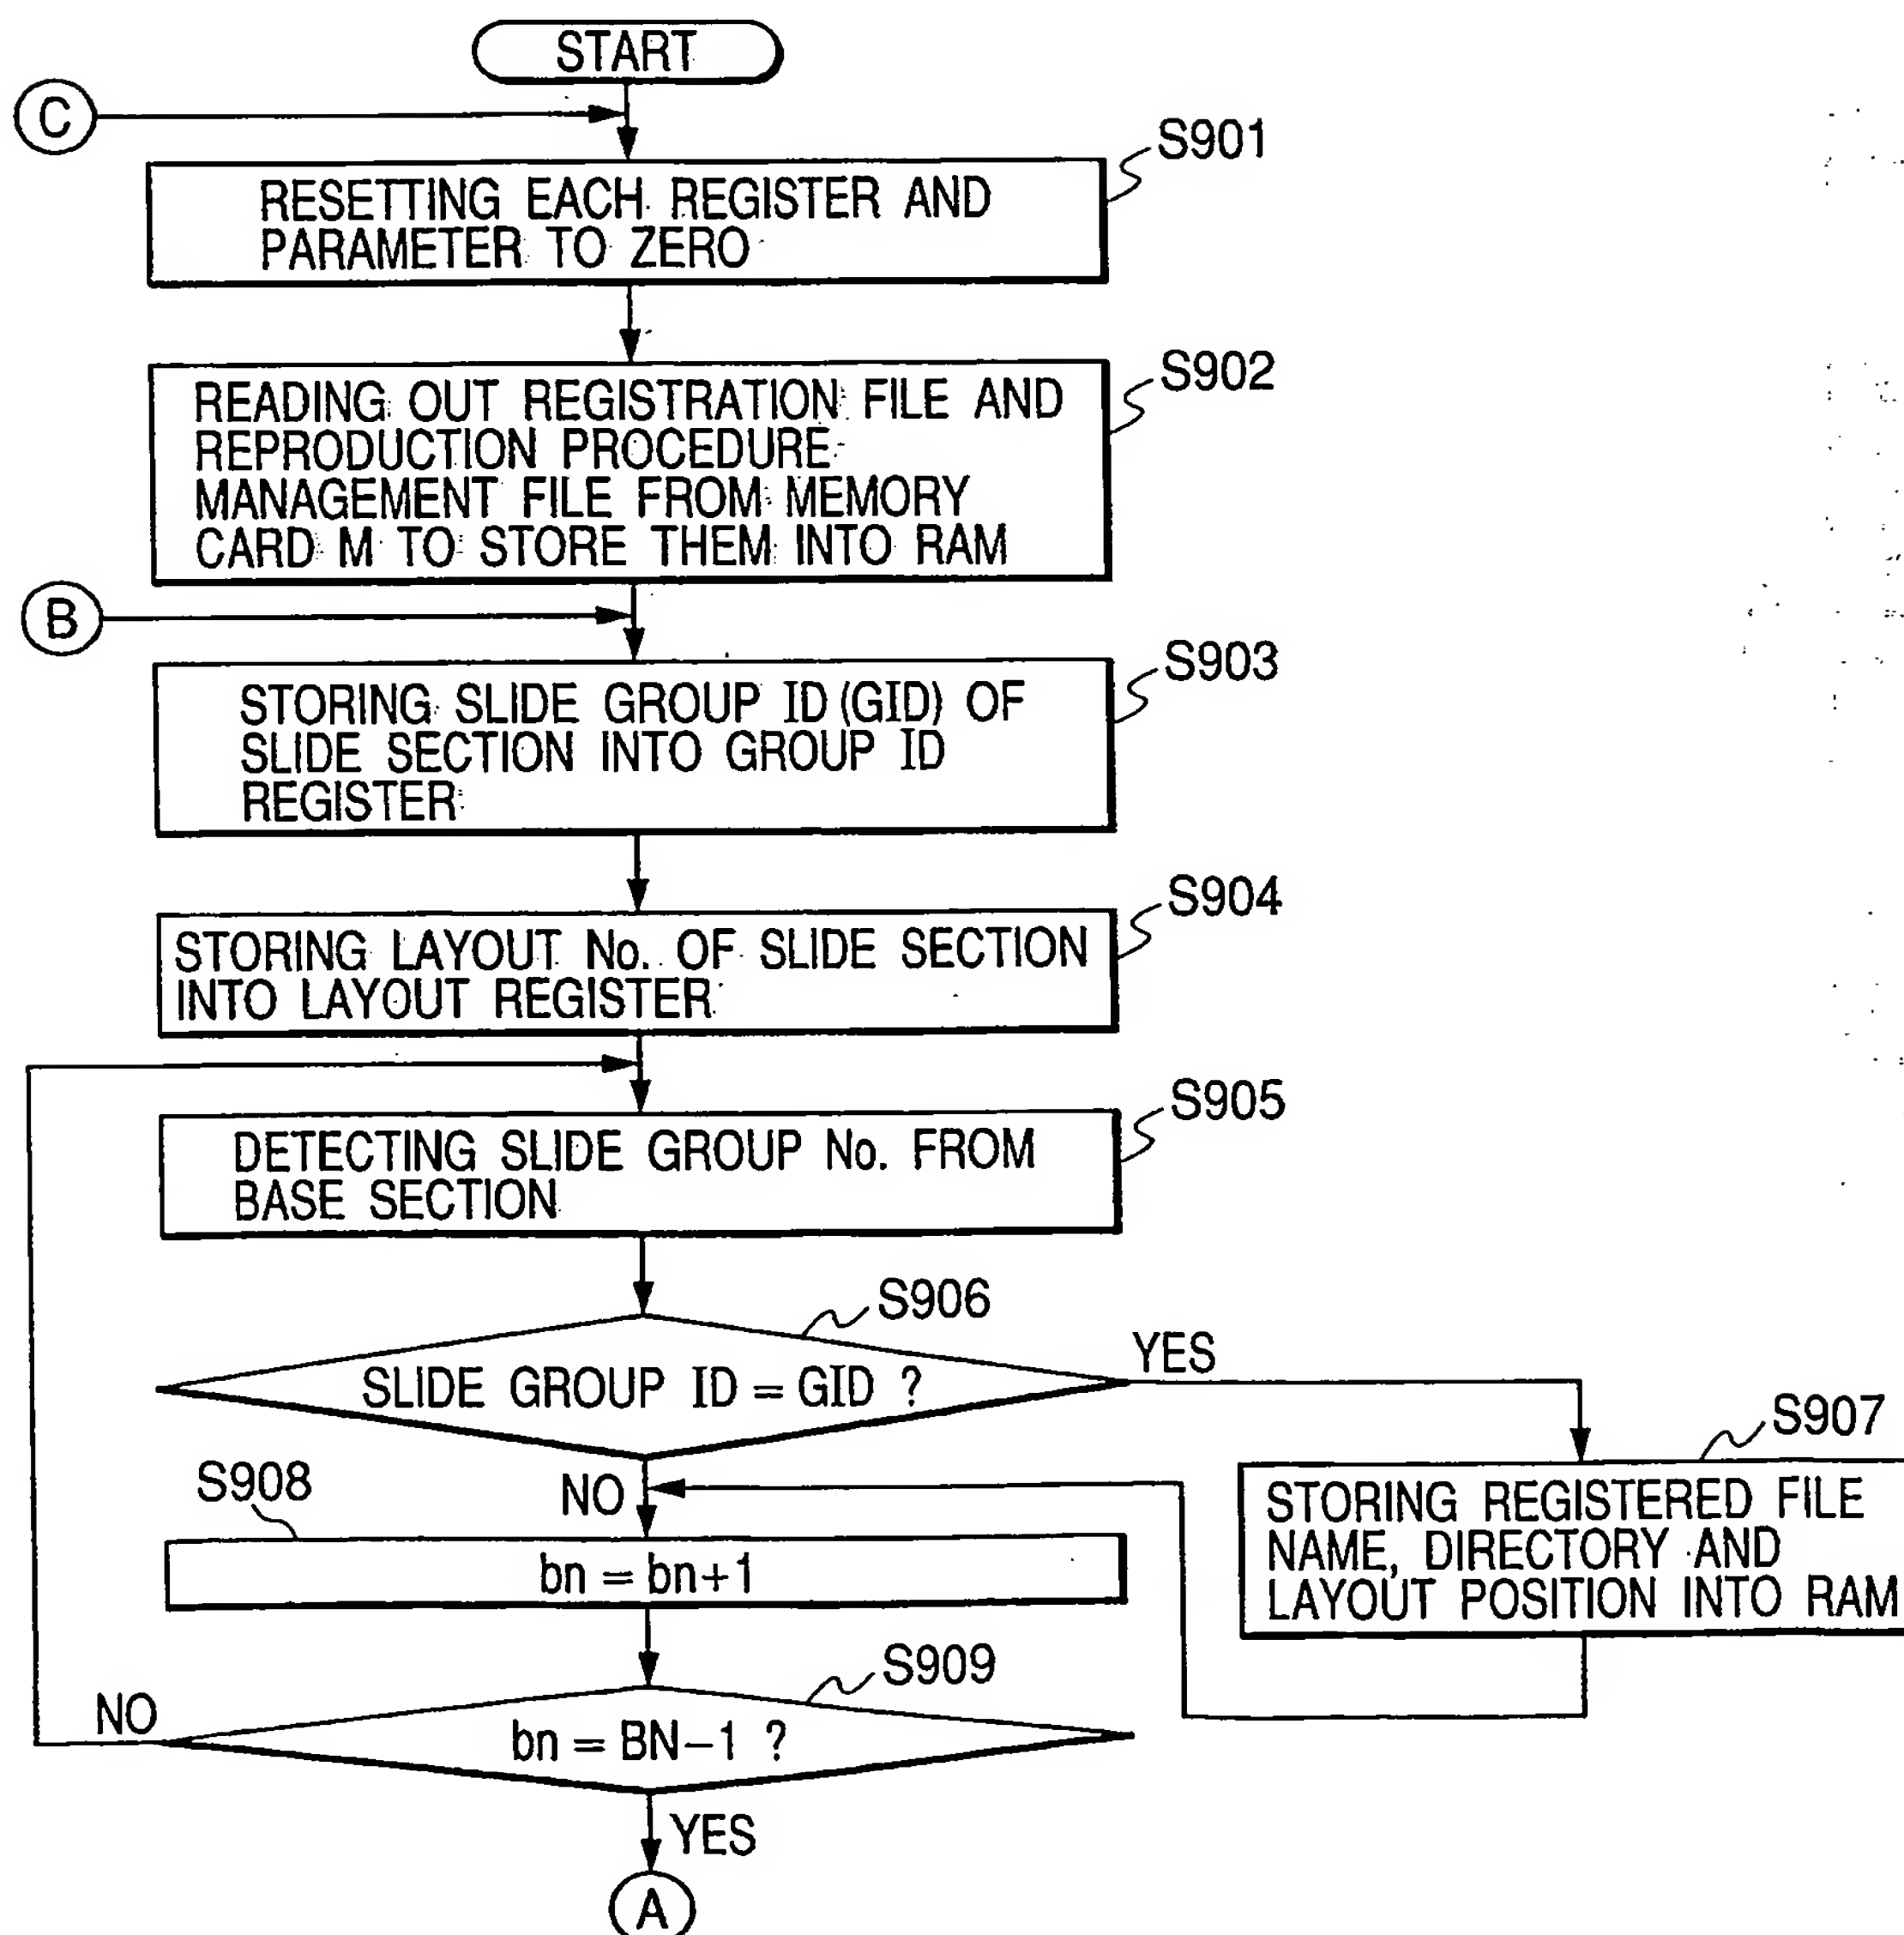 START
C
S901
RESETTING EACH REGISTER AND
PARAMETER TO ZERO
S902
READING OUT REGISTRATION FILE AND
REPRODUCTION PROCEDURE
MANAGEMENT FILE FROM MEMORY
CARD M TO STORE THEM INTO RAM
B
S903
STORING SLIDE GROUP ID (GID) OF
SLIDE SECTION INTO GROUP ID
REGISTER
S904
STORING LAYOUT No. OF SLIDE SECTION
INTO LAYOUT REGISTER
S905
DETECTING SLIDE GROUP No. FROM
BASE SECTION
S906
SLIDE GROUP ID = GID ?
YES
S907
STORING REGISTERED FILE
NAME, DIRECTORY AND
LAYOUT POSITION INTO RAM
NO
S908
bn = bn+1
S909
bn = BN-1 ?
NO
YES
A